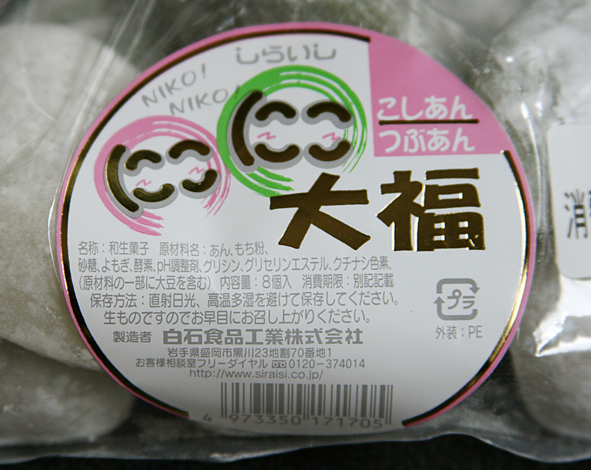 しらいし
NIKO!
NIKO!
にこにこ
大福
こしあん
つぶあん
名称：和生菓子　原材料名：あん、もち粉、
砂糖、よもぎ、酵素、pH調整剤、グリシン、グリセリンエステル、クチナシ色素、
(原材料の一部に大豆を含む)　内容量：8個入　消費期限：別記記載
保存方法：直射日光、高温多湿を避けて保存してください。
生ものですのでお早目にお召し上がりください。
製造者　白石食品工業株式会社
岩手県盛岡市黒川23地割70番地1
お客様相談室フリーダイヤル 0120-374014
http://www.siraisi.co.jp/
プラ
外装：PE
4 973350 171705
消